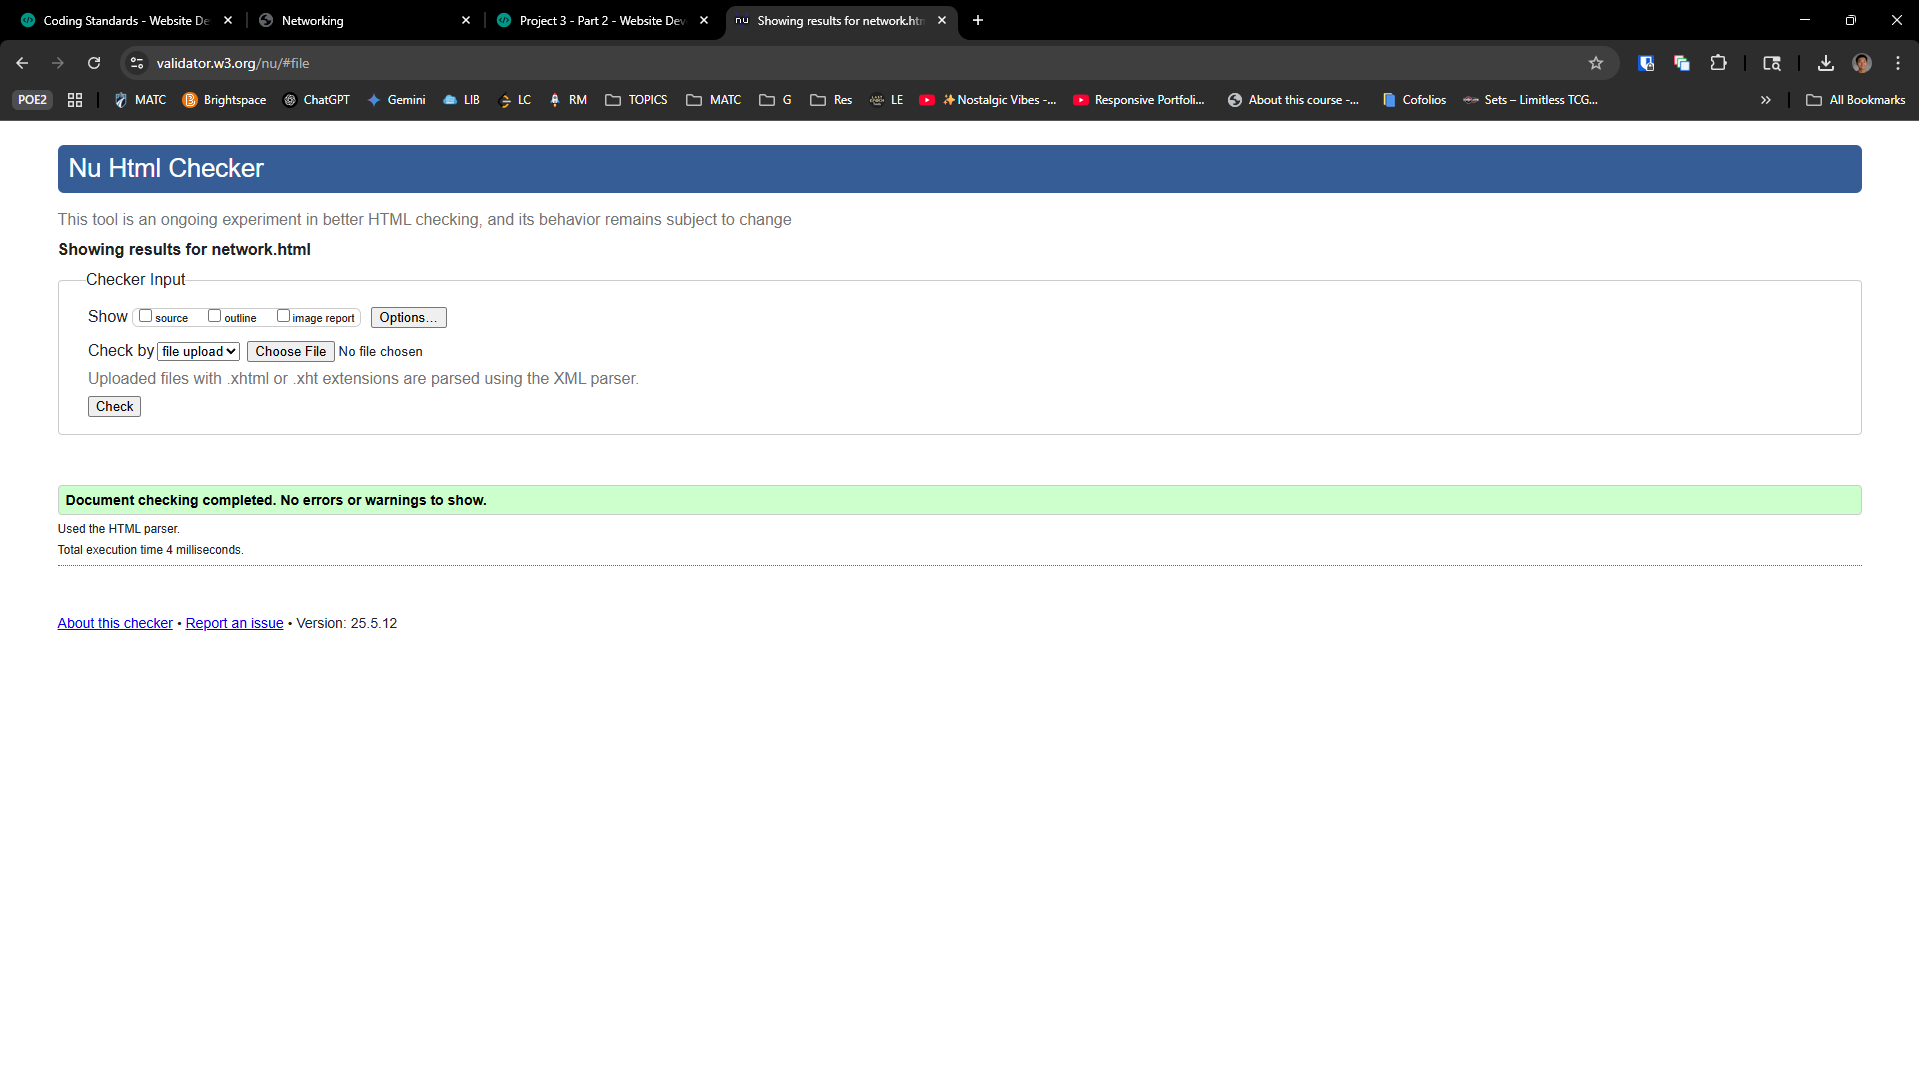 Coding Standards - Website De
Networking
Project 3 - Part 2 - Website Dev
nu Showing results for network.htm
validator.w3.org/nu/#file
POE2 MATC Brightspace ChatGPT Gemini LIB LC RM TOPICS MATC G Res LE ✨Nostalgic Vibes -... Responsive Portfoli... About this course -... Cofolios Sets – Limitless TCG... » All Bookmarks
Nu Html Checker
This tool is an ongoing experiment in better HTML checking, and its behavior remains subject to change
Showing results for network.html
Checker Input
Show source outline image report Options...
Check by file upload Choose File No file chosen
Uploaded files with .xhtml or .xht extensions are parsed using the XML parser.
Check
Document checking completed. No errors or warnings to show.
Used the HTML parser.
Total execution time 4 milliseconds.
About this checker • Report an issue • Version: 25.5.12